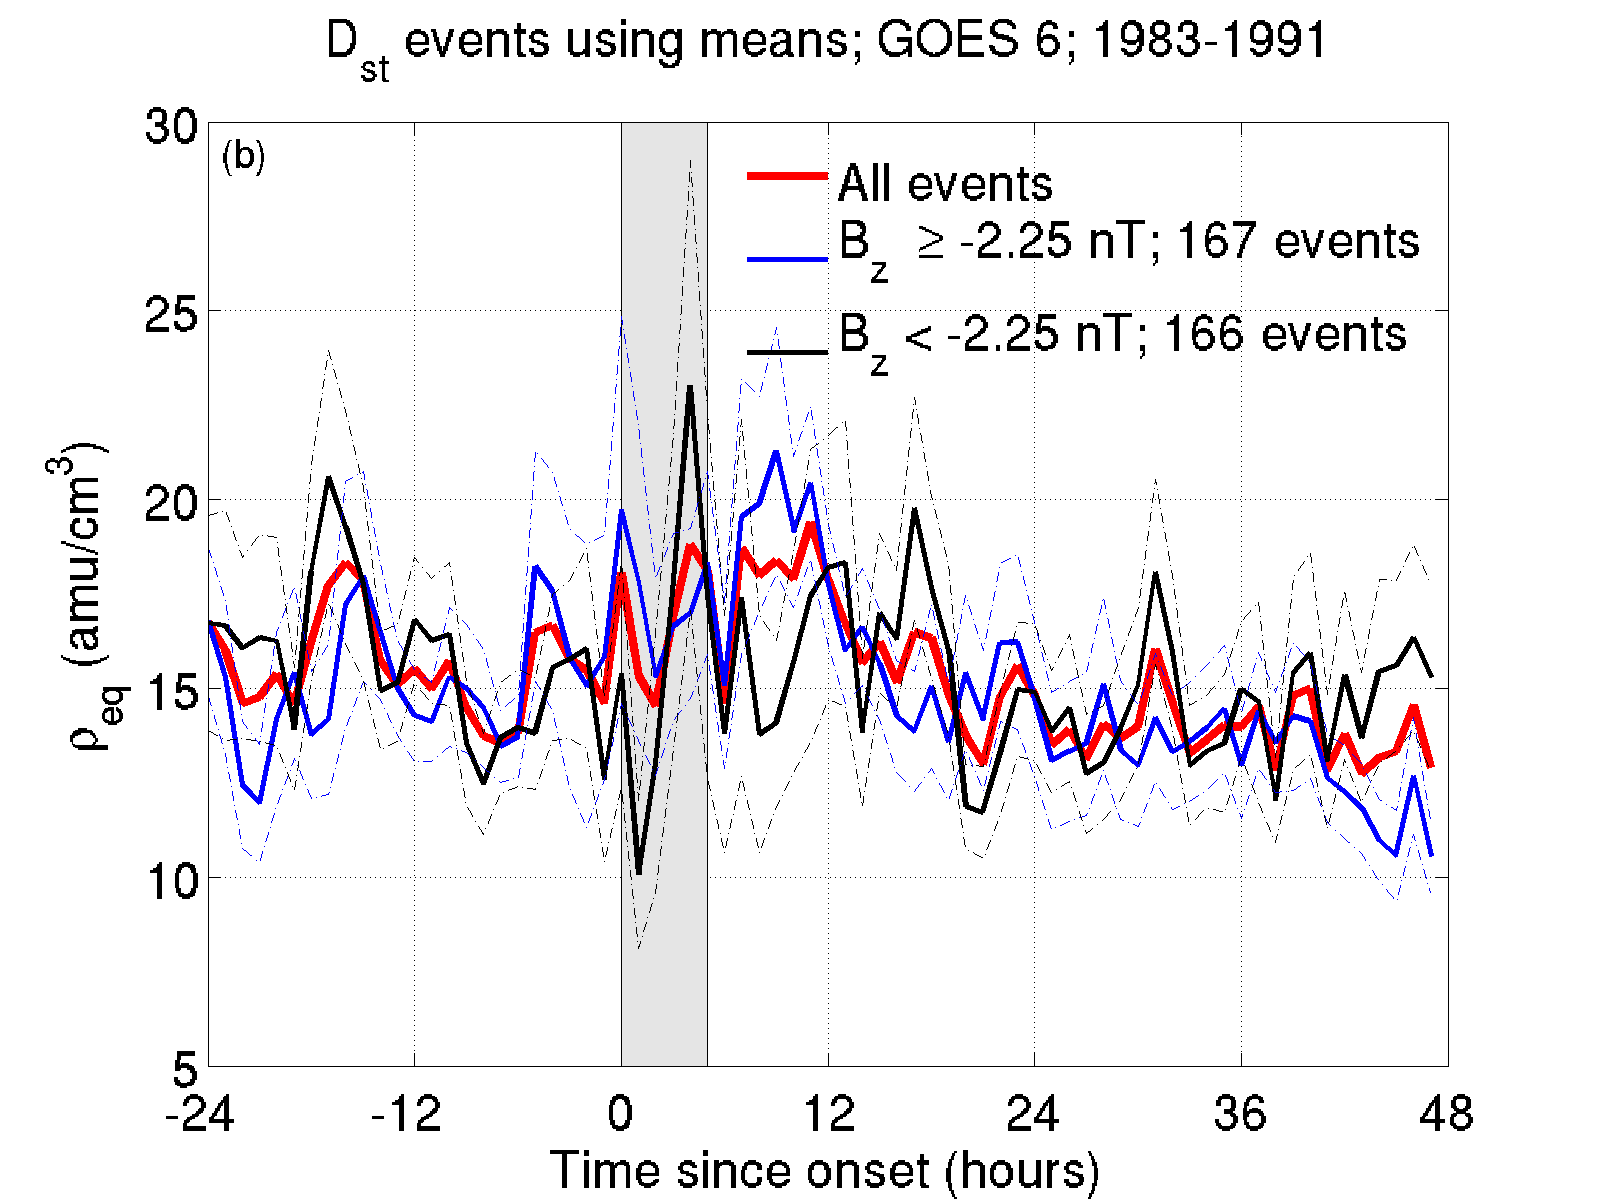 D_st events using means; GOES 6; 1983-1991
(b)
All events
B_z ≥ -2.25 nT; 167 events
B_z < -2.25 nT; 166 events
30
25
20
15
10
5
ρ_eq (amu/cm^3)
-24 -12 0 12 24 36 48
Time since onset (hours)